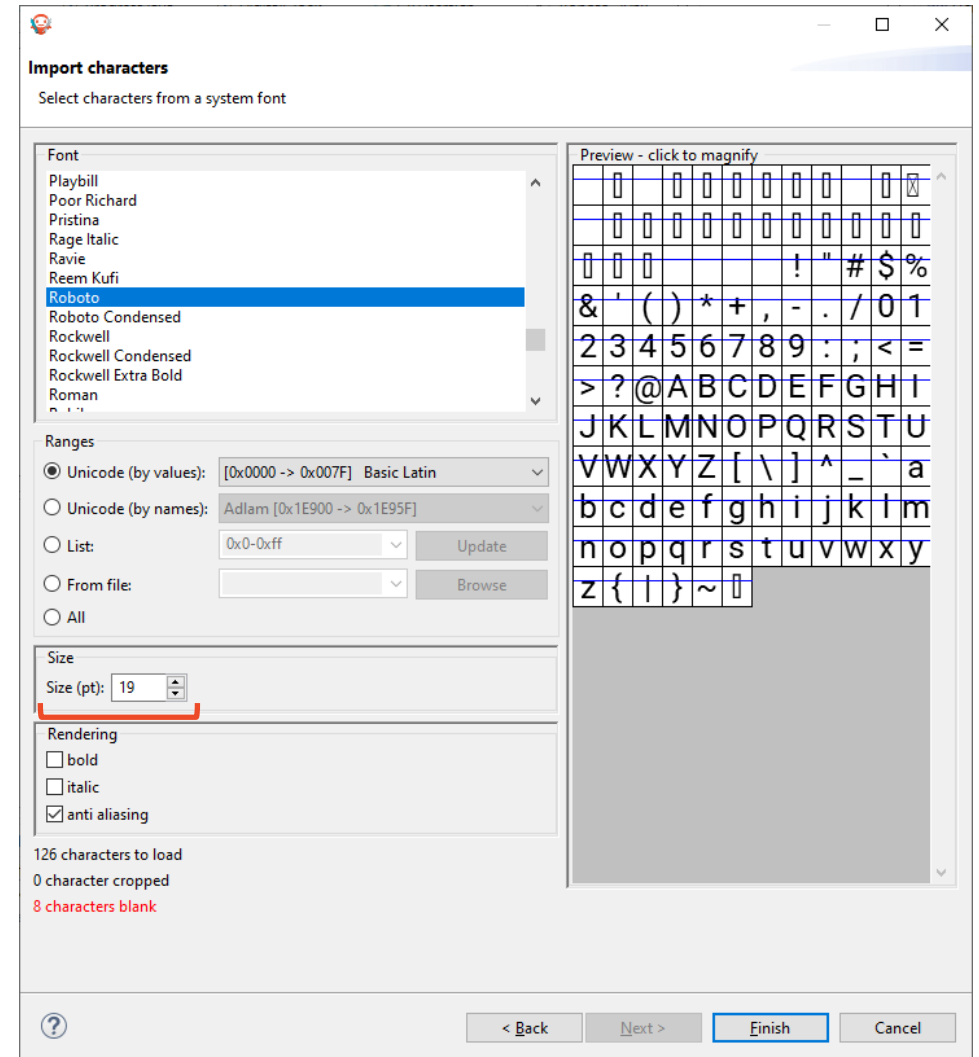 Import characters
Select characters from a system font
Font
Playbill
Poor Richard
Pristina
Rage Italic
Ravie
Reem Kufi
Roboto
Roboto Condensed
Rockwell
Rockwell Condensed
Rockwell Extra Bold
Roman
Ranges
Unicode (by values): [0x0000 -> 0x007F] Basic Latin
Unicode (by names): Adlam [0x1E900 -> 0x1E95F]
List: 0x0-0xff Update
From file: Browse
All
Size
Size (pt): 19
Rendering
bold
italic
anti aliasing
126 characters to load
0 character cropped
8 characters blank
Preview - click to magnify
! " # $ %
& ' ( ) * + , - . / 0 1
2 3 4 5 6 7 8 9 : ; < =
> ? @ A B C D E F G H I
J K L M N O P Q R S T U
V W X Y Z [ \ ] ^ _ ` a
b c d e f g h i j k l m
n o p q r s t u v w x y
z { | } ~
? < Back Next > Finish Cancel